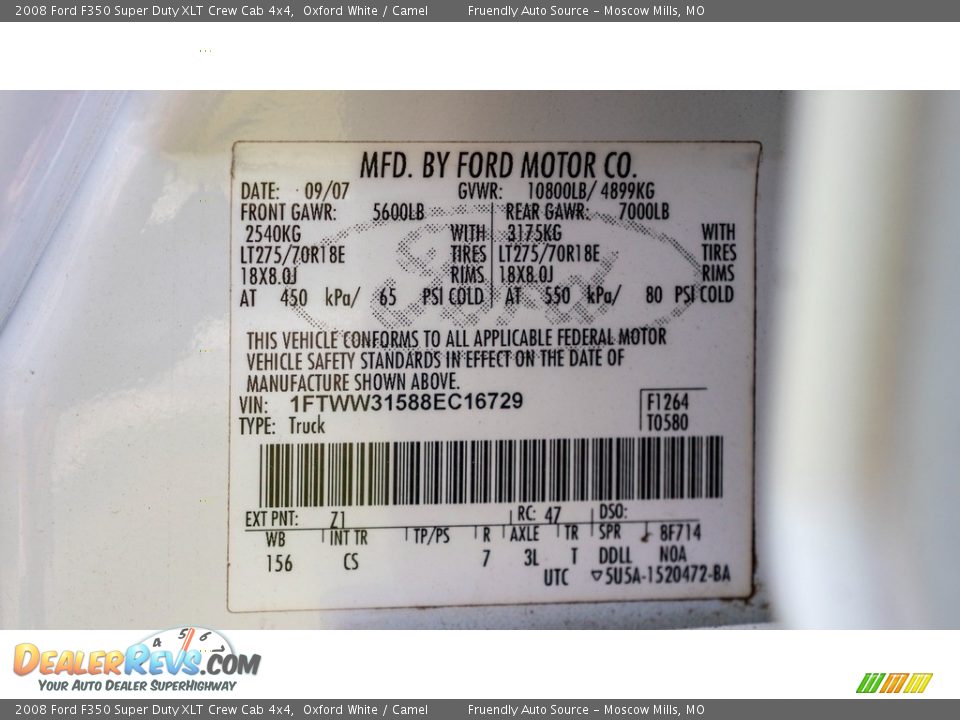 2008 Ford F350 Super Duty XLT Crew Cab 4x4, Oxford White / Camel Fruendly Auto Source – Moscow Mills, MO
MFD. BY FORD MOTOR CO.
DATE: 09/07 GVWR: 10800LB/ 4899KG
FRONT GAWR: 5600LB REAR GAWR: 7000LB
2540KG WITH 3175KG WITH
LT275/70R18E TIRES LT275/70R18E TIRES
18X8.0J RIMS 18X8.0J RIMS
AT 450 kPa/ 65 PSI COLD AT 550 kPa/ 80 PSI COLD
THIS VEHICLE CONFORMS TO ALL APPLICABLE FEDERAL MOTOR
VEHICLE SAFETY STANDARDS IN EFFECT ON THE DATE OF
MANUFACTURE SHOWN ABOVE.
VIN: 1FTWW31588EC16729 F1264
TYPE: Truck T0580
EXT PNT: Z1 RC: 47 DSO:
WB INT TR TP/PS R AXLE TR SPR 8F714
156 CS 7 3L T DDLL NOA
UTC ▽5U5A-1520472-BA
4 5 6
DealerRevs.com
Your Auto Dealer SuperHighway
2008 Ford F350 Super Duty XLT Crew Cab 4x4, Oxford White / Camel Fruendly Auto Source – Moscow Mills, MO